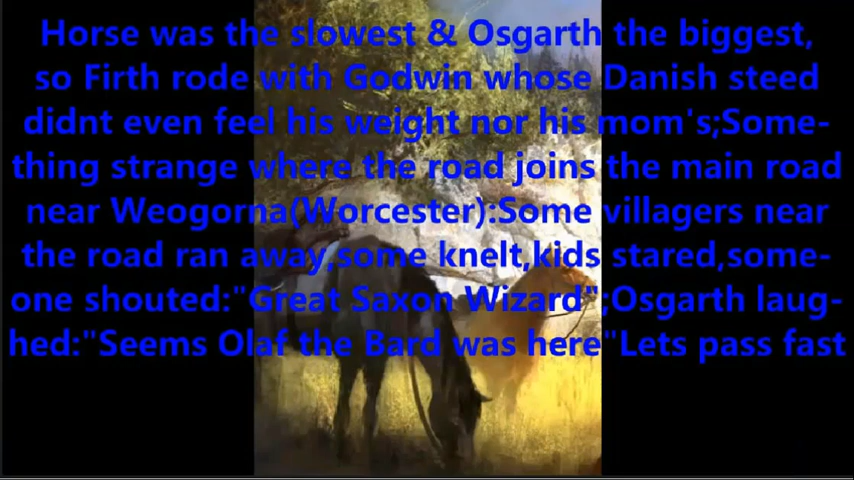 Horse was the slowest & Osgarth the biggest,
so Firth rode with Godwin whose Danish steed
didnt even feel his weight nor his mom's;Some-
thing strange where the road joins the main road
near Weogorna(Worcester):Some villagers near
the road ran away,some knelt,kids stared,some-
one shouted:"Great Saxon Wizard";Osgarth laug-
hed:"Seems Olaf the Bard was here"Lets pass fast